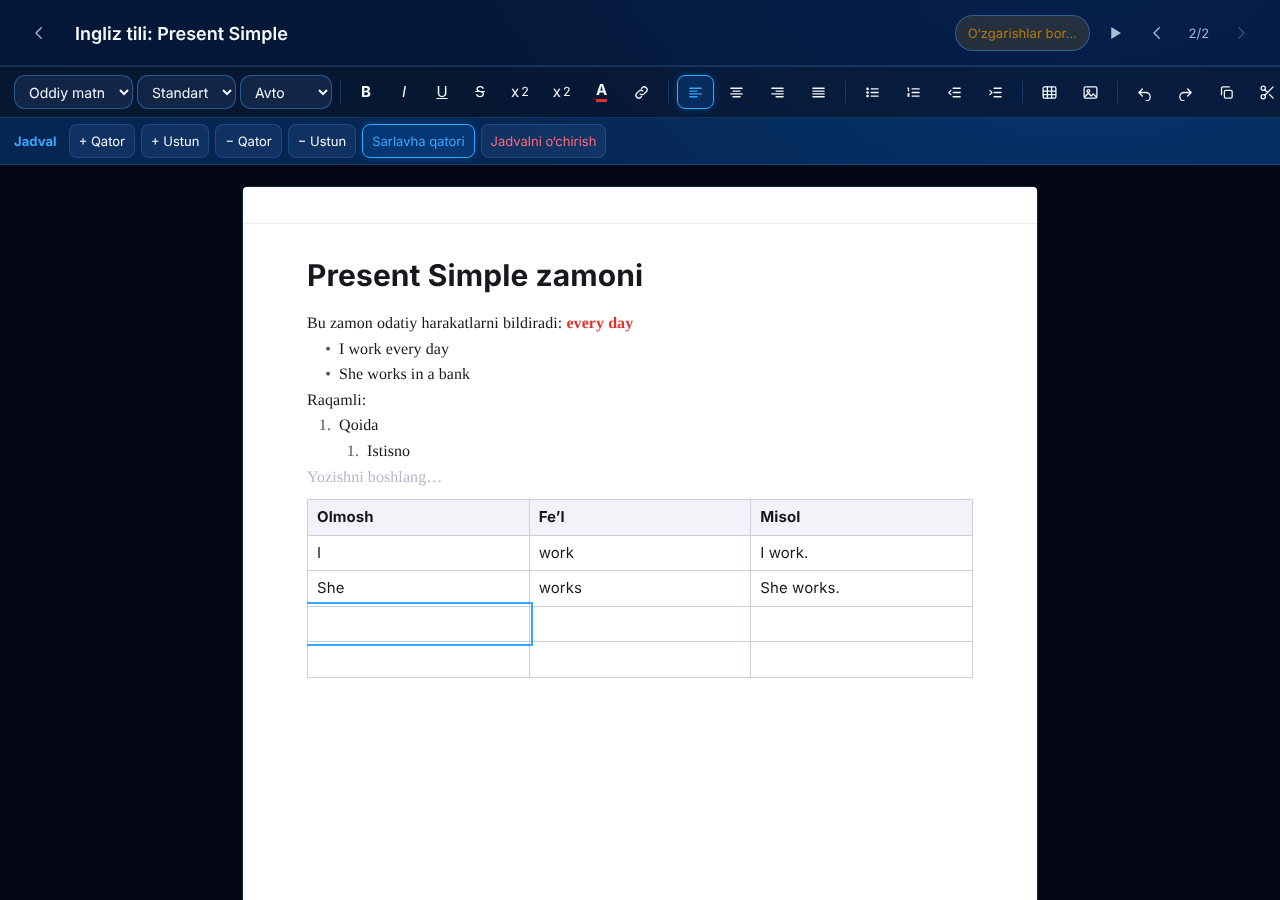 Ingliz tili: Present Simple
O‘zgarishlar bor…
2/2
Oddiy matn Standart Avto B I U S x2 x2 A
Jadval + Qator + Ustun − Qator − Ustun Sarlavha qatori Jadvalni o‘chirish
Present Simple zamoni
Bu zamon odatiy harakatlarni bildiradi: every day
• I work every day
• She works in a bank
Raqamli:
1. Qoida
1. Istisno
Yozishni boshlang…
Olmosh Fe’l Misol
I work I work.
She works She works.